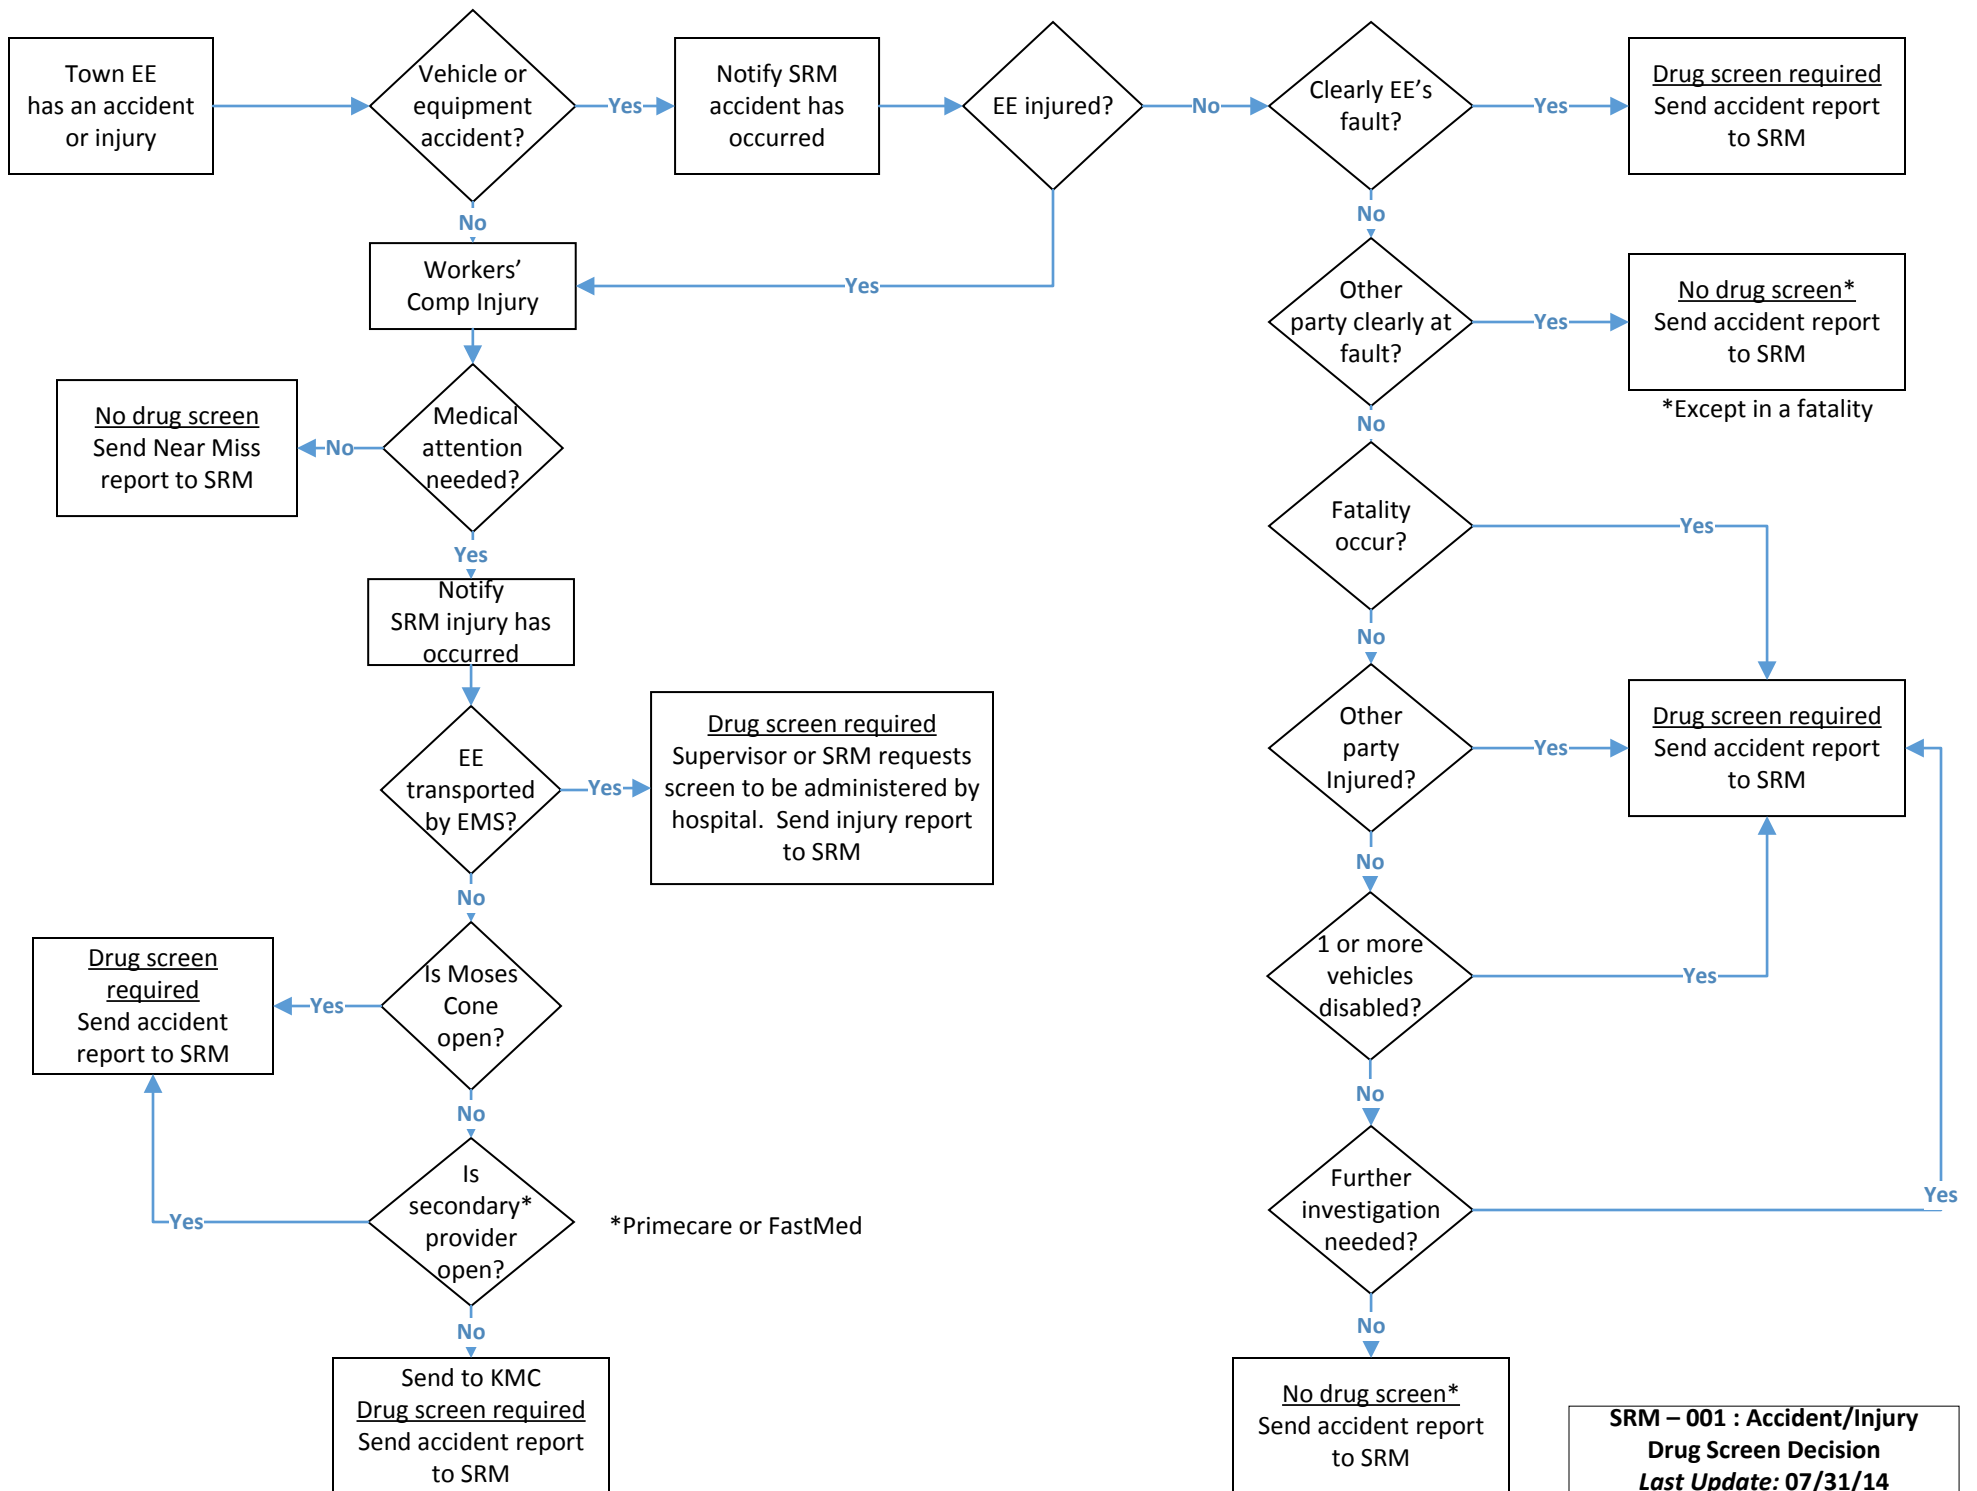 Town EE
has an accident
or injury
Vehicle or
equipment
accident?
Yes
Notify SRM
accident has
occurred
EE injured?
No
Clearly EE's
fault?
Yes
Drug screen required
Send accident report
to SRM
No
Workers'
Comp Injury
Yes
No
Other
party clearly at
fault?
Yes
No drug screen*
Send accident report
to SRM
*Except in a fatality
No drug screen
Send Near Miss
report to SRM
No
Medical
attention
needed?
No
Yes
Fatality
occur?
Yes
Notify
SRM injury has
occurred
No
EE
transported
by EMS?
Yes
Drug screen required
Supervisor or SRM requests
screen to be administered by
hospital.  Send injury report
to SRM
Other
party
Injured?
Yes
Drug screen required
Send accident report
to SRM
No
No
Drug screen
required
Send accident
report to SRM
Yes
Is Moses
Cone
open?
1 or more
vehicles
disabled?
Yes
No
No
Is
secondary*
provider
open?
Yes
*Primecare or FastMed
Further
investigation
needed?
Yes
No
No
Send to KMC
Drug screen required
Send accident report
to SRM
No drug screen*
Send accident report
to SRM
SRM – 001 : Accident/Injury
Drug Screen Decision
Last Update: 07/31/14